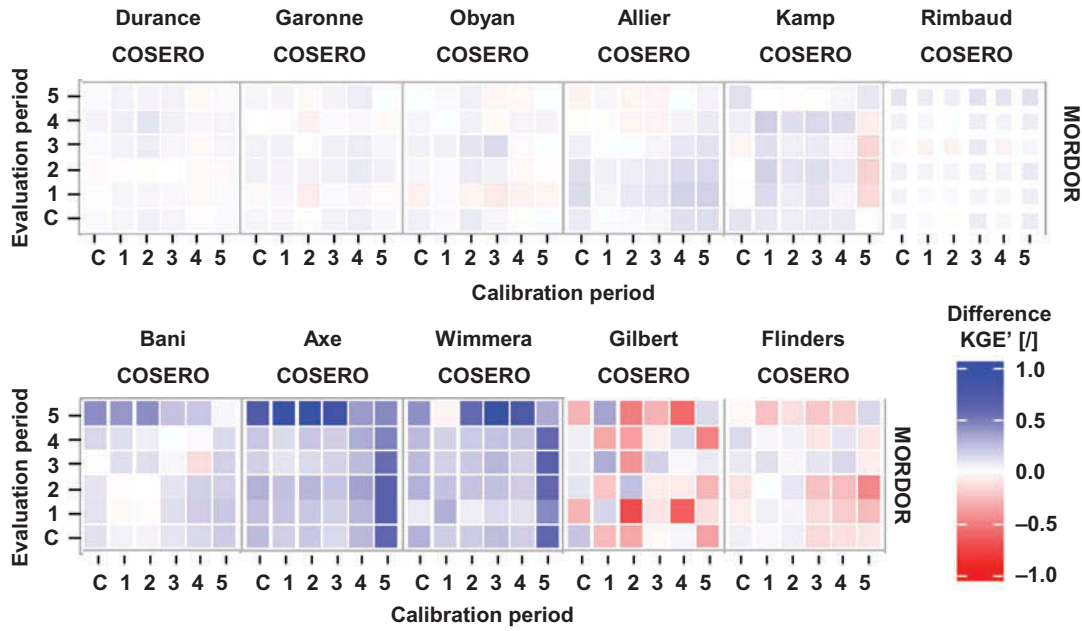 Durance Garonne Obyan Allier Kamp Rimbaud
COSERO COSERO COSERO COSERO COSERO COSERO
Evaluation period
5
4
3
2
1
C
MORDOR
C 1 2 3 4 5 C 1 2 3 4 5 C 1 2 3 4 5 C 1 2 3 4 5 C 1 2 3 4 5 C 1 2 3 4 5
Calibration period
Bani Axe Wimmera Gilbert Flinders
COSERO COSERO COSERO COSERO COSERO
Evaluation period
5
4
3
2
1
C
MORDOR
C 1 2 3 4 5 C 1 2 3 4 5 C 1 2 3 4 5 C 1 2 3 4 5 C 1 2 3 4 5
Calibration period
Difference
KGE' [/]
1.0
0.5
0.0
−0.5
−1.0